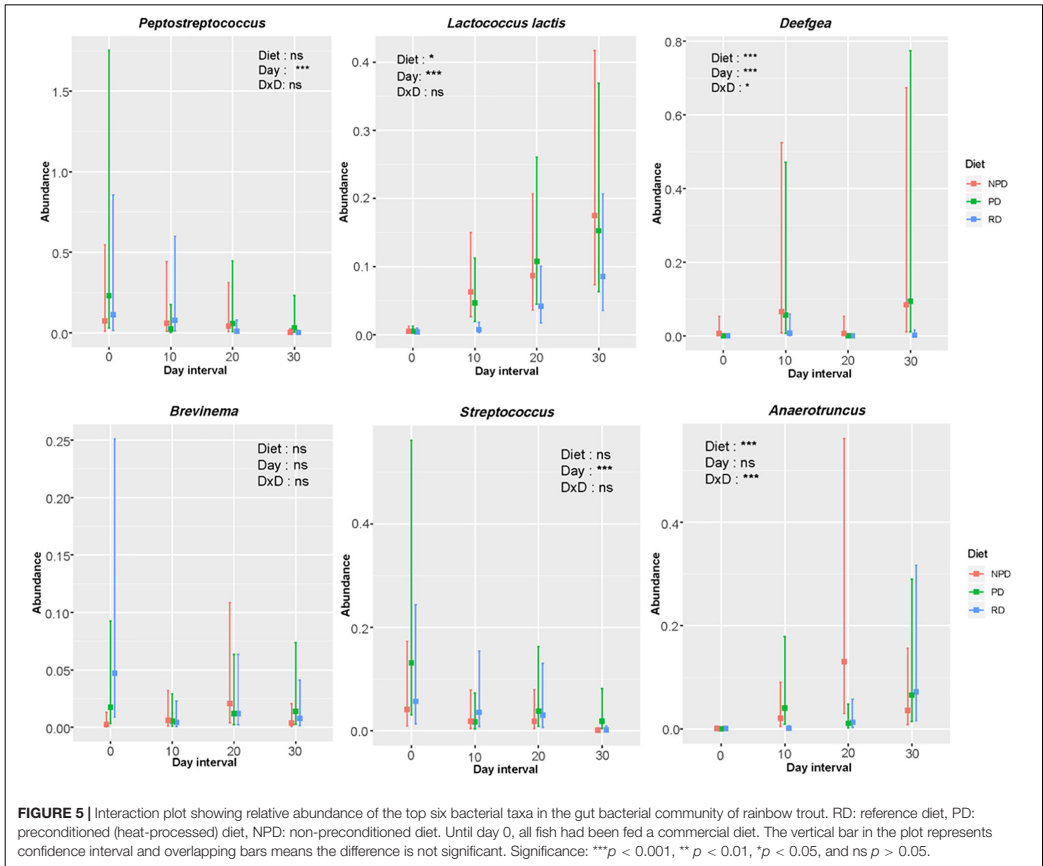 Peptostreptococcus
Diet : ns
Day : ***
DxD: ns
Abundance
1.5
1.0
0.5
0.0
0 10 20 30
Day interval
Lactococcus lactis
Diet : *
Day: ***
DxD : ns
Abundance
0.4
0.3
0.2
0.1
0.0
0 10 20 30
Day interval
Deefgea
Diet : ***
Day : ***
DxD : *
Abundance
0.8
0.6
0.4
0.2
0.0
0 10 20 30
Day interval
Diet
NPD
PD
RD
Brevinema
Diet : ns
Day : ns
DxD : ns
Abundance
0.25
0.20
0.15
0.10
0.05
0.00
0 10 20 30
Day interval
Streptococcus
Diet : ns
Day : ***
DxD : ns
Abundance
0.4
0.2
0.0
0 10 20 30
Day interval
Anaerotruncus
Diet : ***
Day : ns
DxD : ***
Abundance
0.4
0.2
0.0
0 10 20 30
Day interval
Diet
NPD
PD
RD
FIGURE 5 | Interaction plot showing relative abundance of the top six bacterial taxa in the gut bacterial community of rainbow trout. RD: reference diet, PD:
preconditioned (heat-processed) diet, NPD: non-preconditioned diet. Until day 0, all fish had been fed a commercial diet. The vertical bar in the plot represents
confidence interval and overlapping bars means the difference is not significant. Significance: ***p < 0.001, ** p < 0.01, *p < 0.05, and ns p > 0.05.